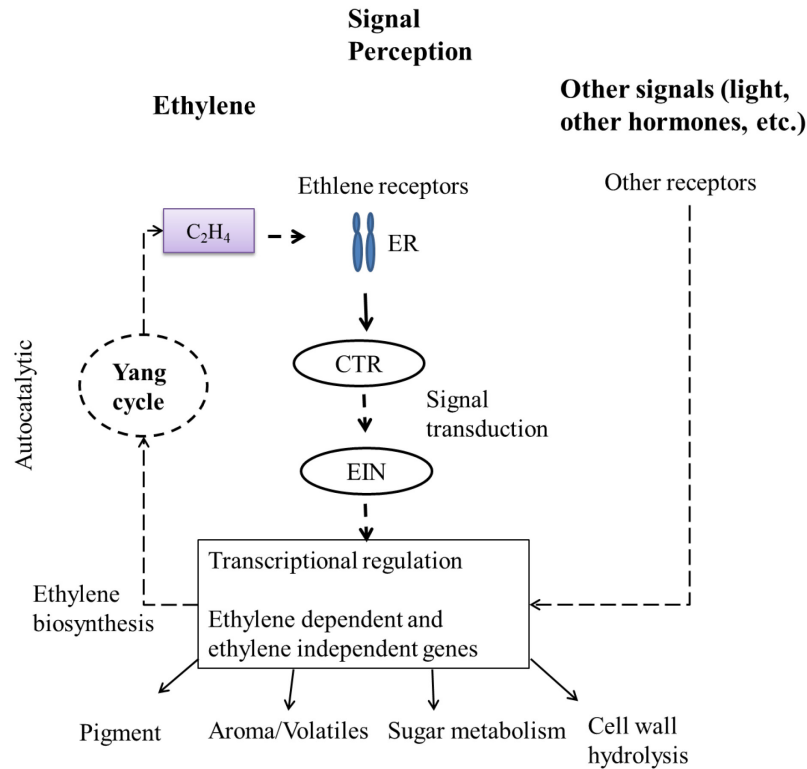 Signal
Perception
Ethylene
Other signals (light,
other hormones, etc.)
Ethlene receptors
Other receptors
C₂H₄
ER
CTR
Yang
cycle
Autocatalytic
Signal
transduction
EIN
Transcriptional regulation
Ethylene
biosynthesis
Ethylene dependent and
ethylene independent genes
Pigment
Aroma/Volatiles
Sugar metabolism
Cell wall
hydrolysis